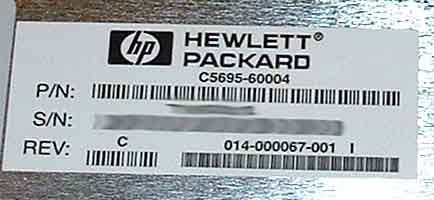 hp HEWLETT®
PACKARD
C5695-60004
P/N:
S/N:
REV: C 014-000067-001 I